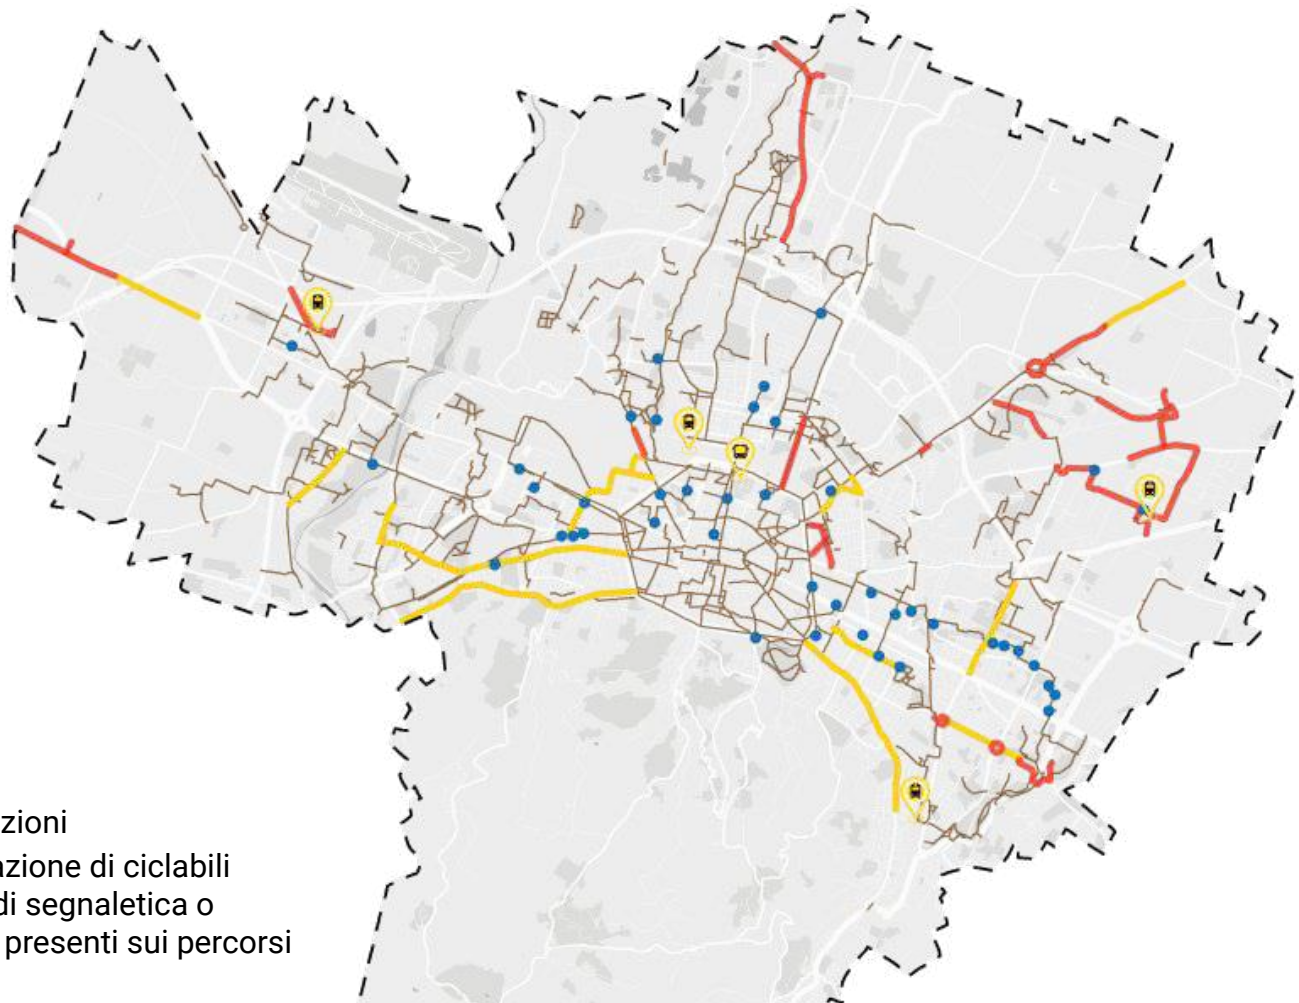 zioni
azione di ciclabili
di segnaletica o
presenti sui percorsi